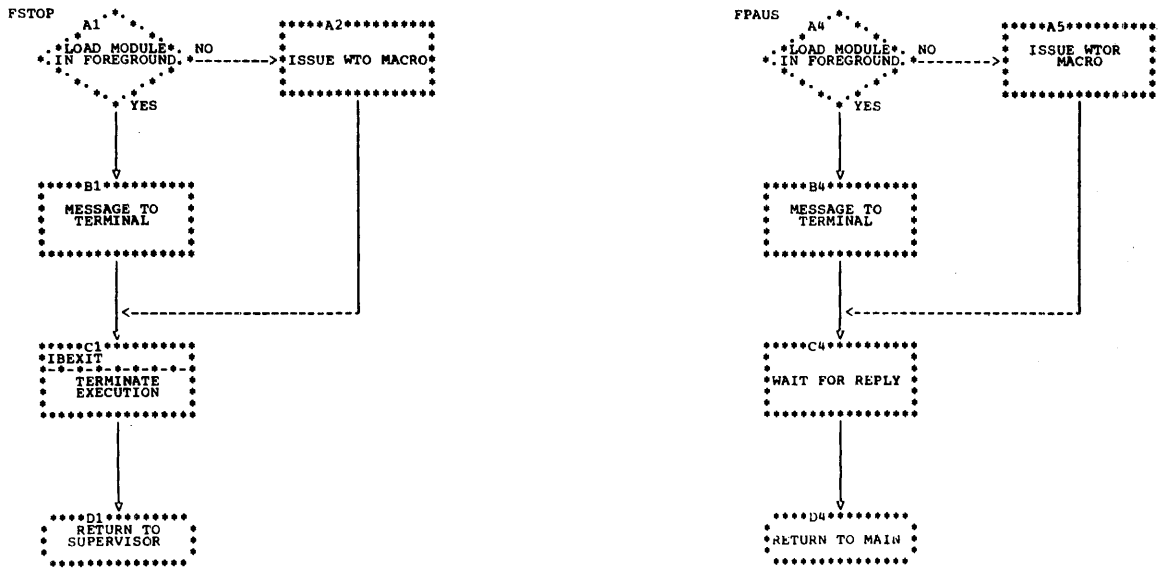 FSTOP
A1
LOAD MODULE
IN FOREGROUND
NO
YES
A2
ISSUE WTO MACRO
B1
MESSAGE TO
TERMINAL
C1
IBEXIT
TERMINATE
EXECUTION
D1
RETURN TO
SUPERVISOR
FPAUS
A4
LOAD MODULE
IN FOREGROUND
NO
YES
A5
ISSUE WTOR
MACRO
B4
MESSAGE TO
TERMINAL
C4
WAIT FOR REPLY
D4
RETURN TO MAIN